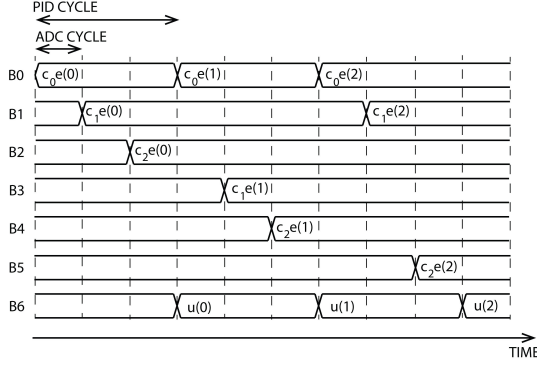 PID CYCLE
ADC CYCLE
B0 c₀e(0) c₀e(1) c₀e(2)
B1 c₁e(0) c₁e(2)
B2 c₂e(0)
B3 c₁e(1)
B4 c₂e(1)
B5 c₂e(2)
B6 u(0) u(1) u(2)
TIME